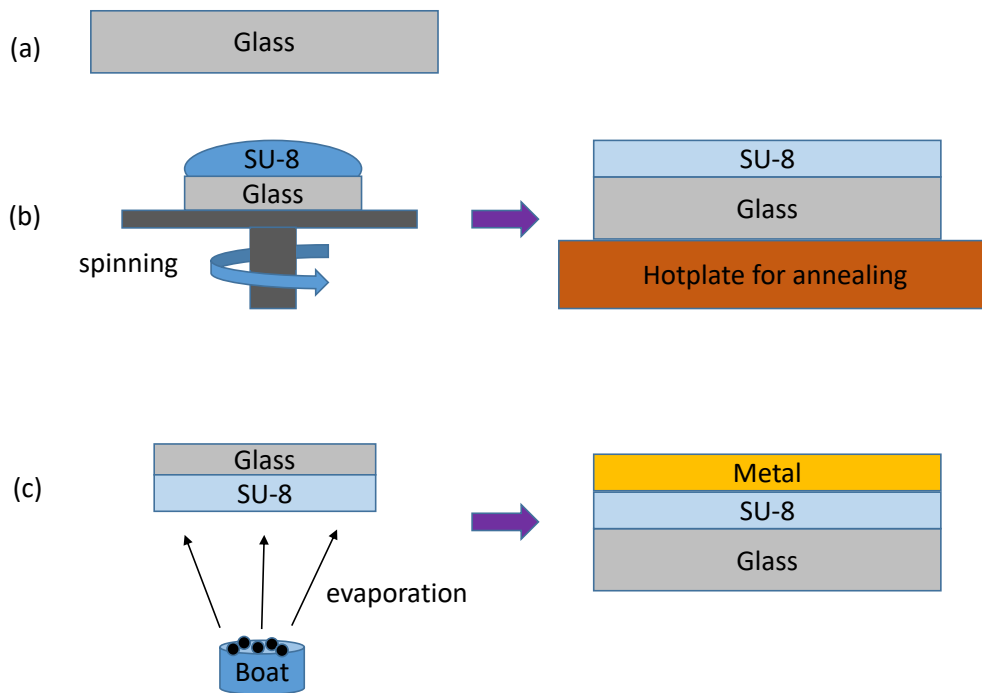 (a)
Glass
(b)
SU-8
Glass
spinning
SU-8
Glass
Hotplate for annealing
(c)
Glass
SU-8
evaporation
Boat
Metal
SU-8
Glass